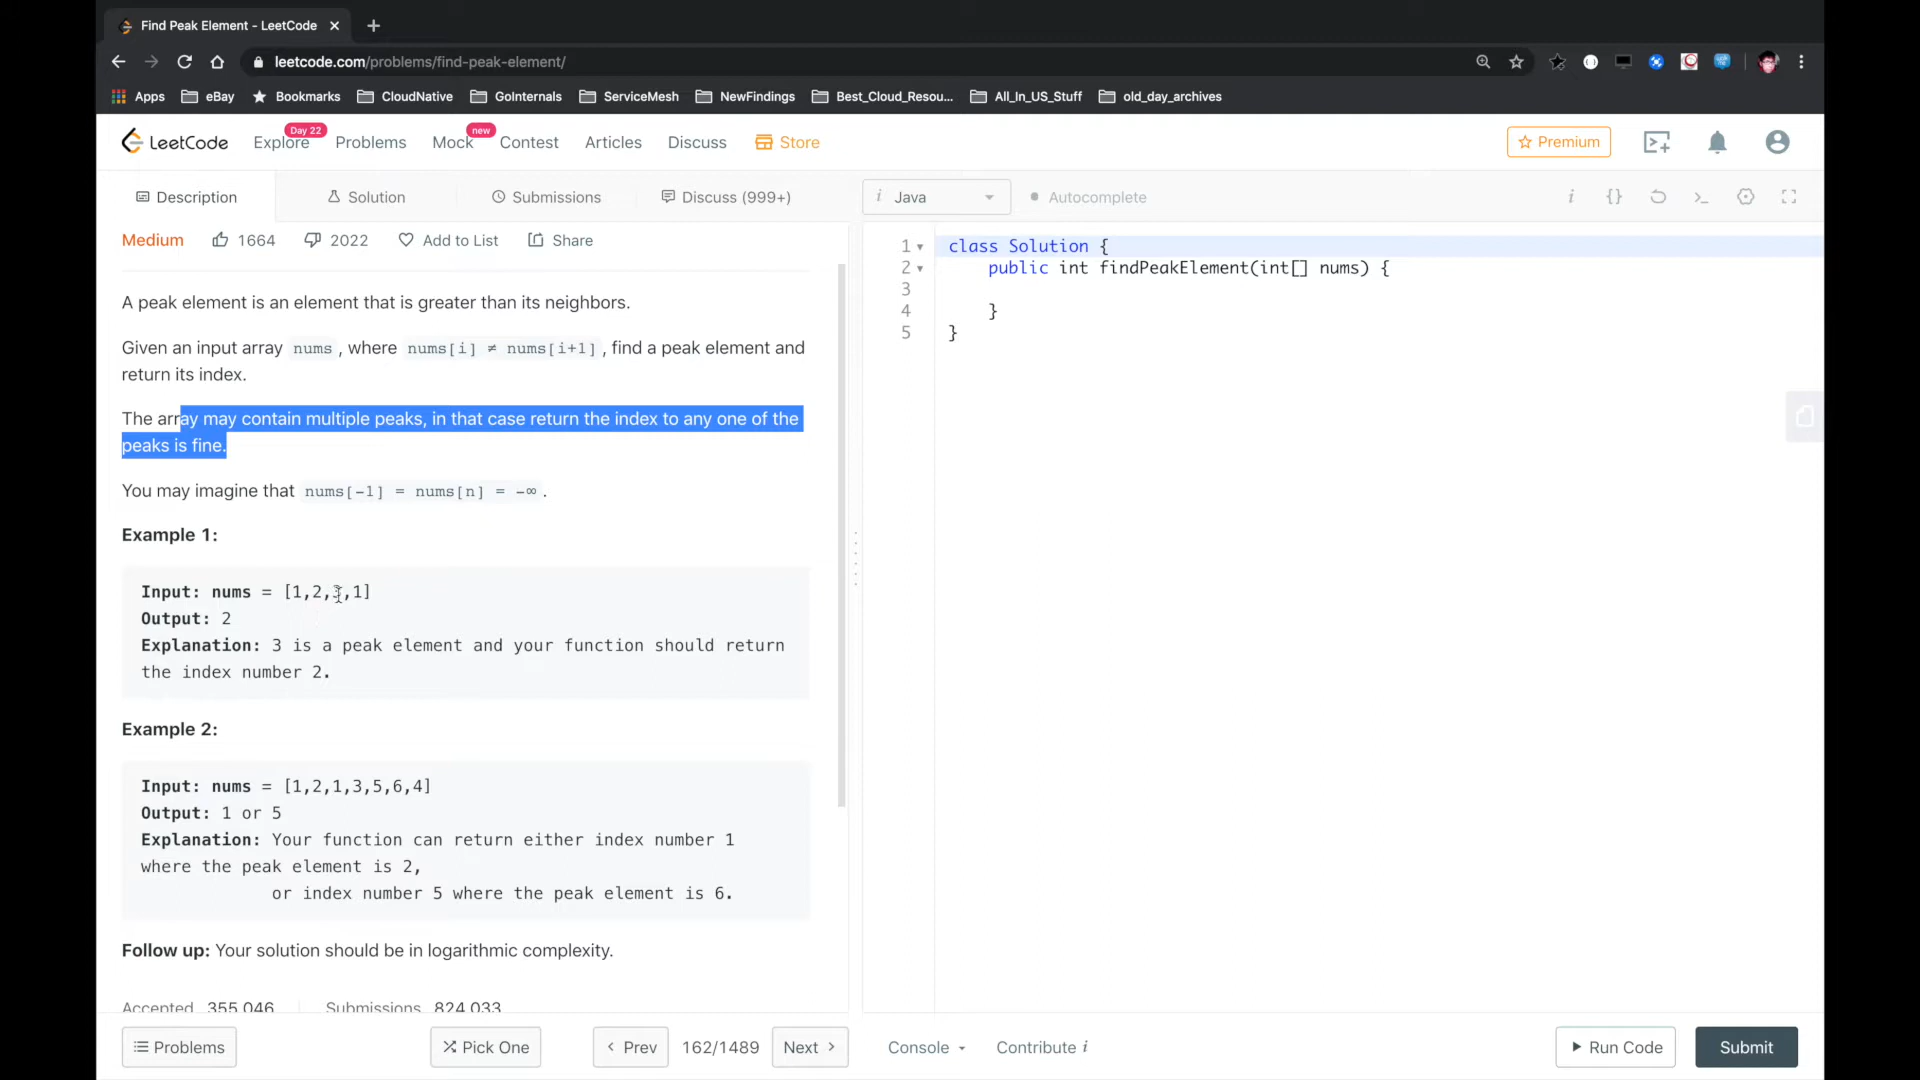 Find Peak Element - LeetCode
leetcode.com/problems/find-peak-element/
Apps eBay Bookmarks CloudNative GoInternals ServiceMesh NewFindings Best_Cloud_Resou... All_In_US_Stuff old_day_archives
LeetCode Explore Day 22 Problems Mock new Contest Articles Discuss Store Premium
Description Solution Submissions Discuss (999+)
i Java Autocomplete i {}
Medium 1664 2022 Add to List Share
A peak element is an element that is greater than its neighbors.
Given an input array nums , where nums[i] ≠ nums[i+1] , find a peak element and
return its index.
The array may contain multiple peaks, in that case return the index to any one of the
peaks is fine.
You may imagine that nums[-1] = nums[n] = -∞ .
Example 1:
Input: nums = [1,2,3,1]
Output: 2
Explanation: 3 is a peak element and your function should return
the index number 2.
Example 2:
Input: nums = [1,2,1,3,5,6,4]
Output: 1 or 5
Explanation: Your function can return either index number 1
where the peak element is 2,
or index number 5 where the peak element is 6.
Follow up: Your solution should be in logarithmic complexity.
Accepted 355,046 Submissions 824,033
1 class Solution {
2 public int findPeakElement(int[] nums) {
3
4 }
5 }
Problems Pick One Prev 162/1489 Next Console Contribute i Run Code Submit